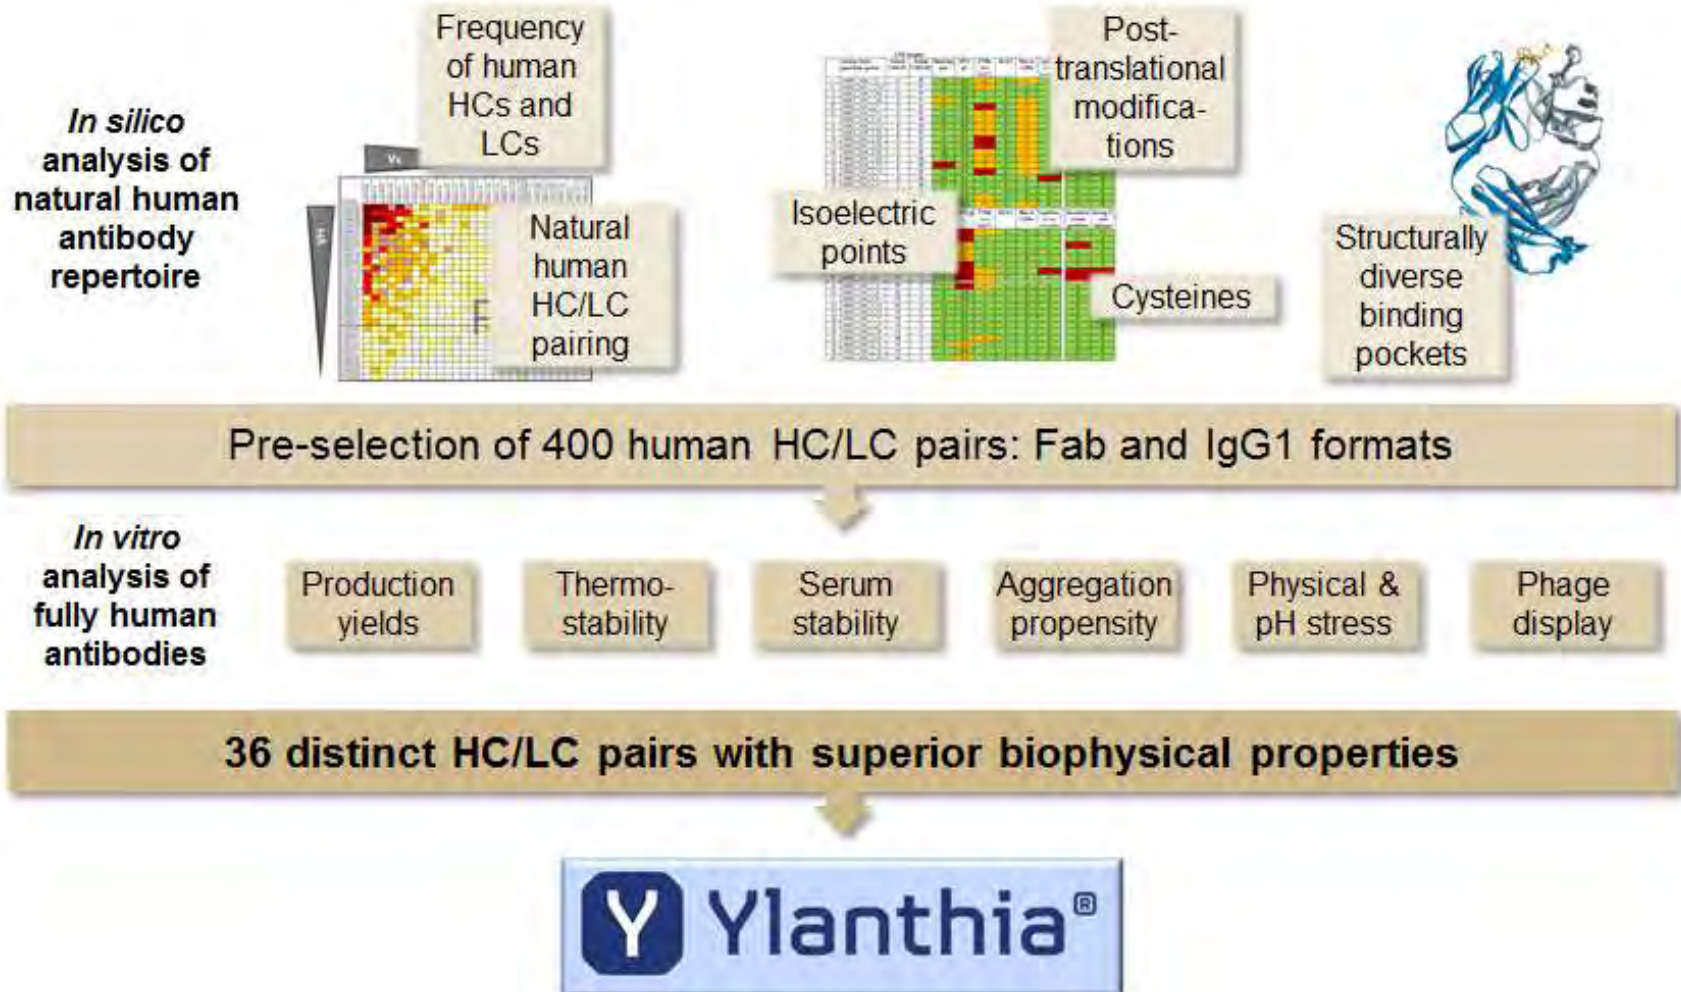 In silico
analysis of
natural human
antibody
repertoire
Frequency
of human
HCs and
LCs
Natural
human
HC/LC
pairing
Post-
translational
modifica-
tions
Isoelectric
points
Cysteines
Structurally
diverse
binding
pockets
Pre-selection of 400 human HC/LC pairs: Fab and IgG1 formats
In vitro
analysis of
fully human
antibodies
Production
yields
Thermo-
stability
Serum
stability
Aggregation
propensity
Physical &
pH stress
Phage
display
36 distinct HC/LC pairs with superior biophysical properties
Y Ylanthia®